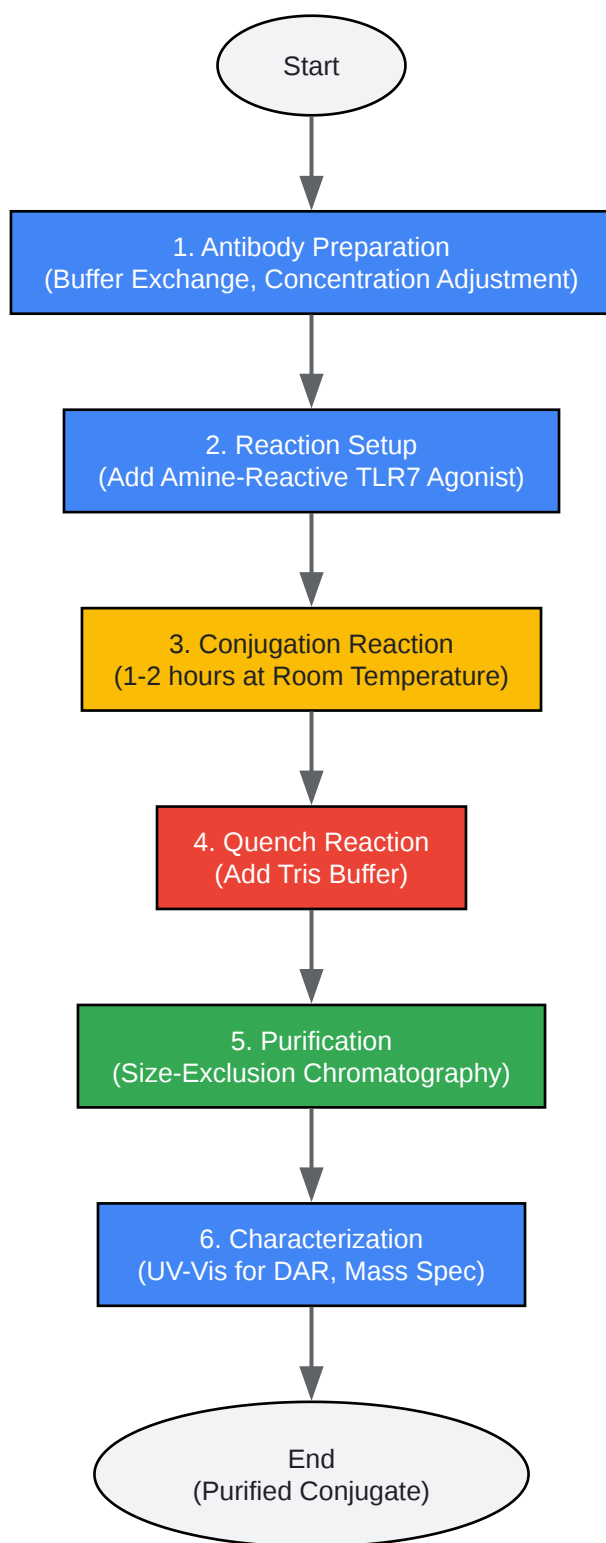 Start
1. Antibody Preparation
(Buffer Exchange, Concentration Adjustment)
2. Reaction Setup
(Add Amine-Reactive TLR7 Agonist)
3. Conjugation Reaction
(1-2 hours at Room Temperature)
4. Quench Reaction
(Add Tris Buffer)
5. Purification
(Size-Exclusion Chromatography)
6. Characterization
(UV-Vis for DAR, Mass Spec)
End
(Purified Conjugate)